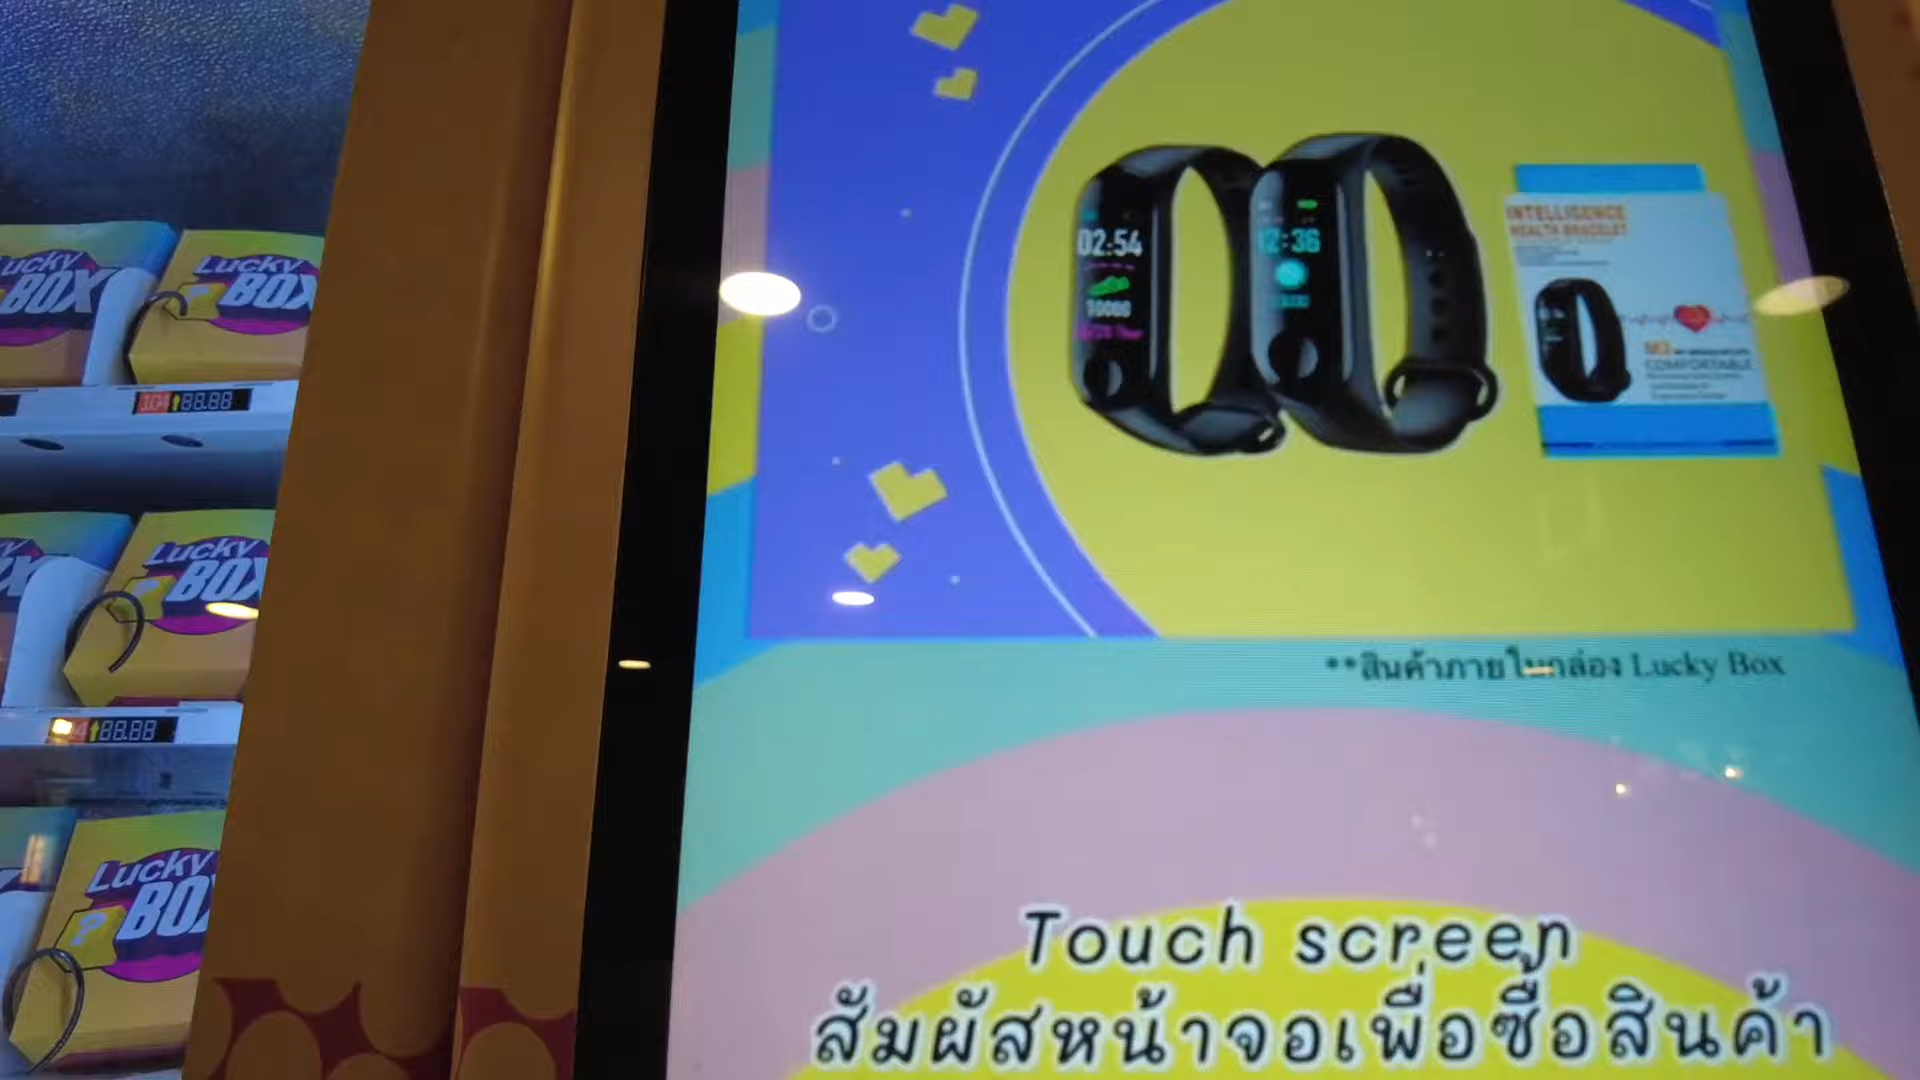 Lucky
BOX
Lucky
BOX
Lucky
BOX
02:54
10000
12:36
INTELLIGENCE
HEALTH BRACELET
COMFORTABLE
**สินค้าภายในกล่อง Lucky Box
Touch screen
สัมผัสหน้าจอเพื่อซื้อสินค้า
88.88
88.88